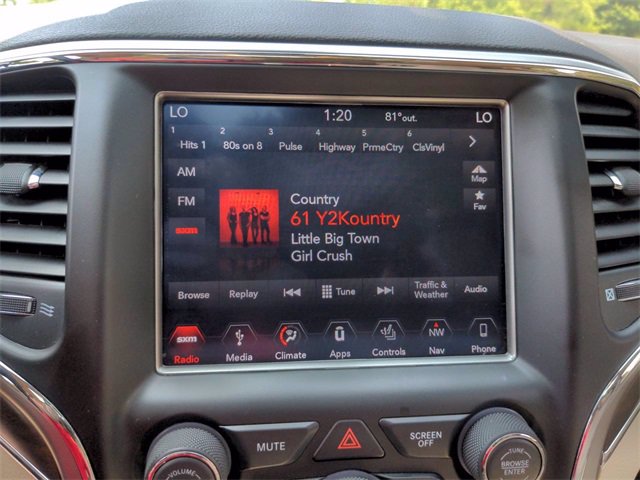 LO 1:20 81°out. LO
1 2 3 4 5 6
Hits 1 80s on 8 Pulse Highway PrmeCtry ClsVinyl
AM
Map
FM
Fav
sxm
Country
61 Y2Kountry
Little Big Town
Girl Crush
Browse Replay Tune Traffic & Weather Audio
sxm NW
Radio Media Climate Apps Controls Nav Phone
MUTE SCREEN OFF
VOLUME
TUNE
BROWSE
ENTER